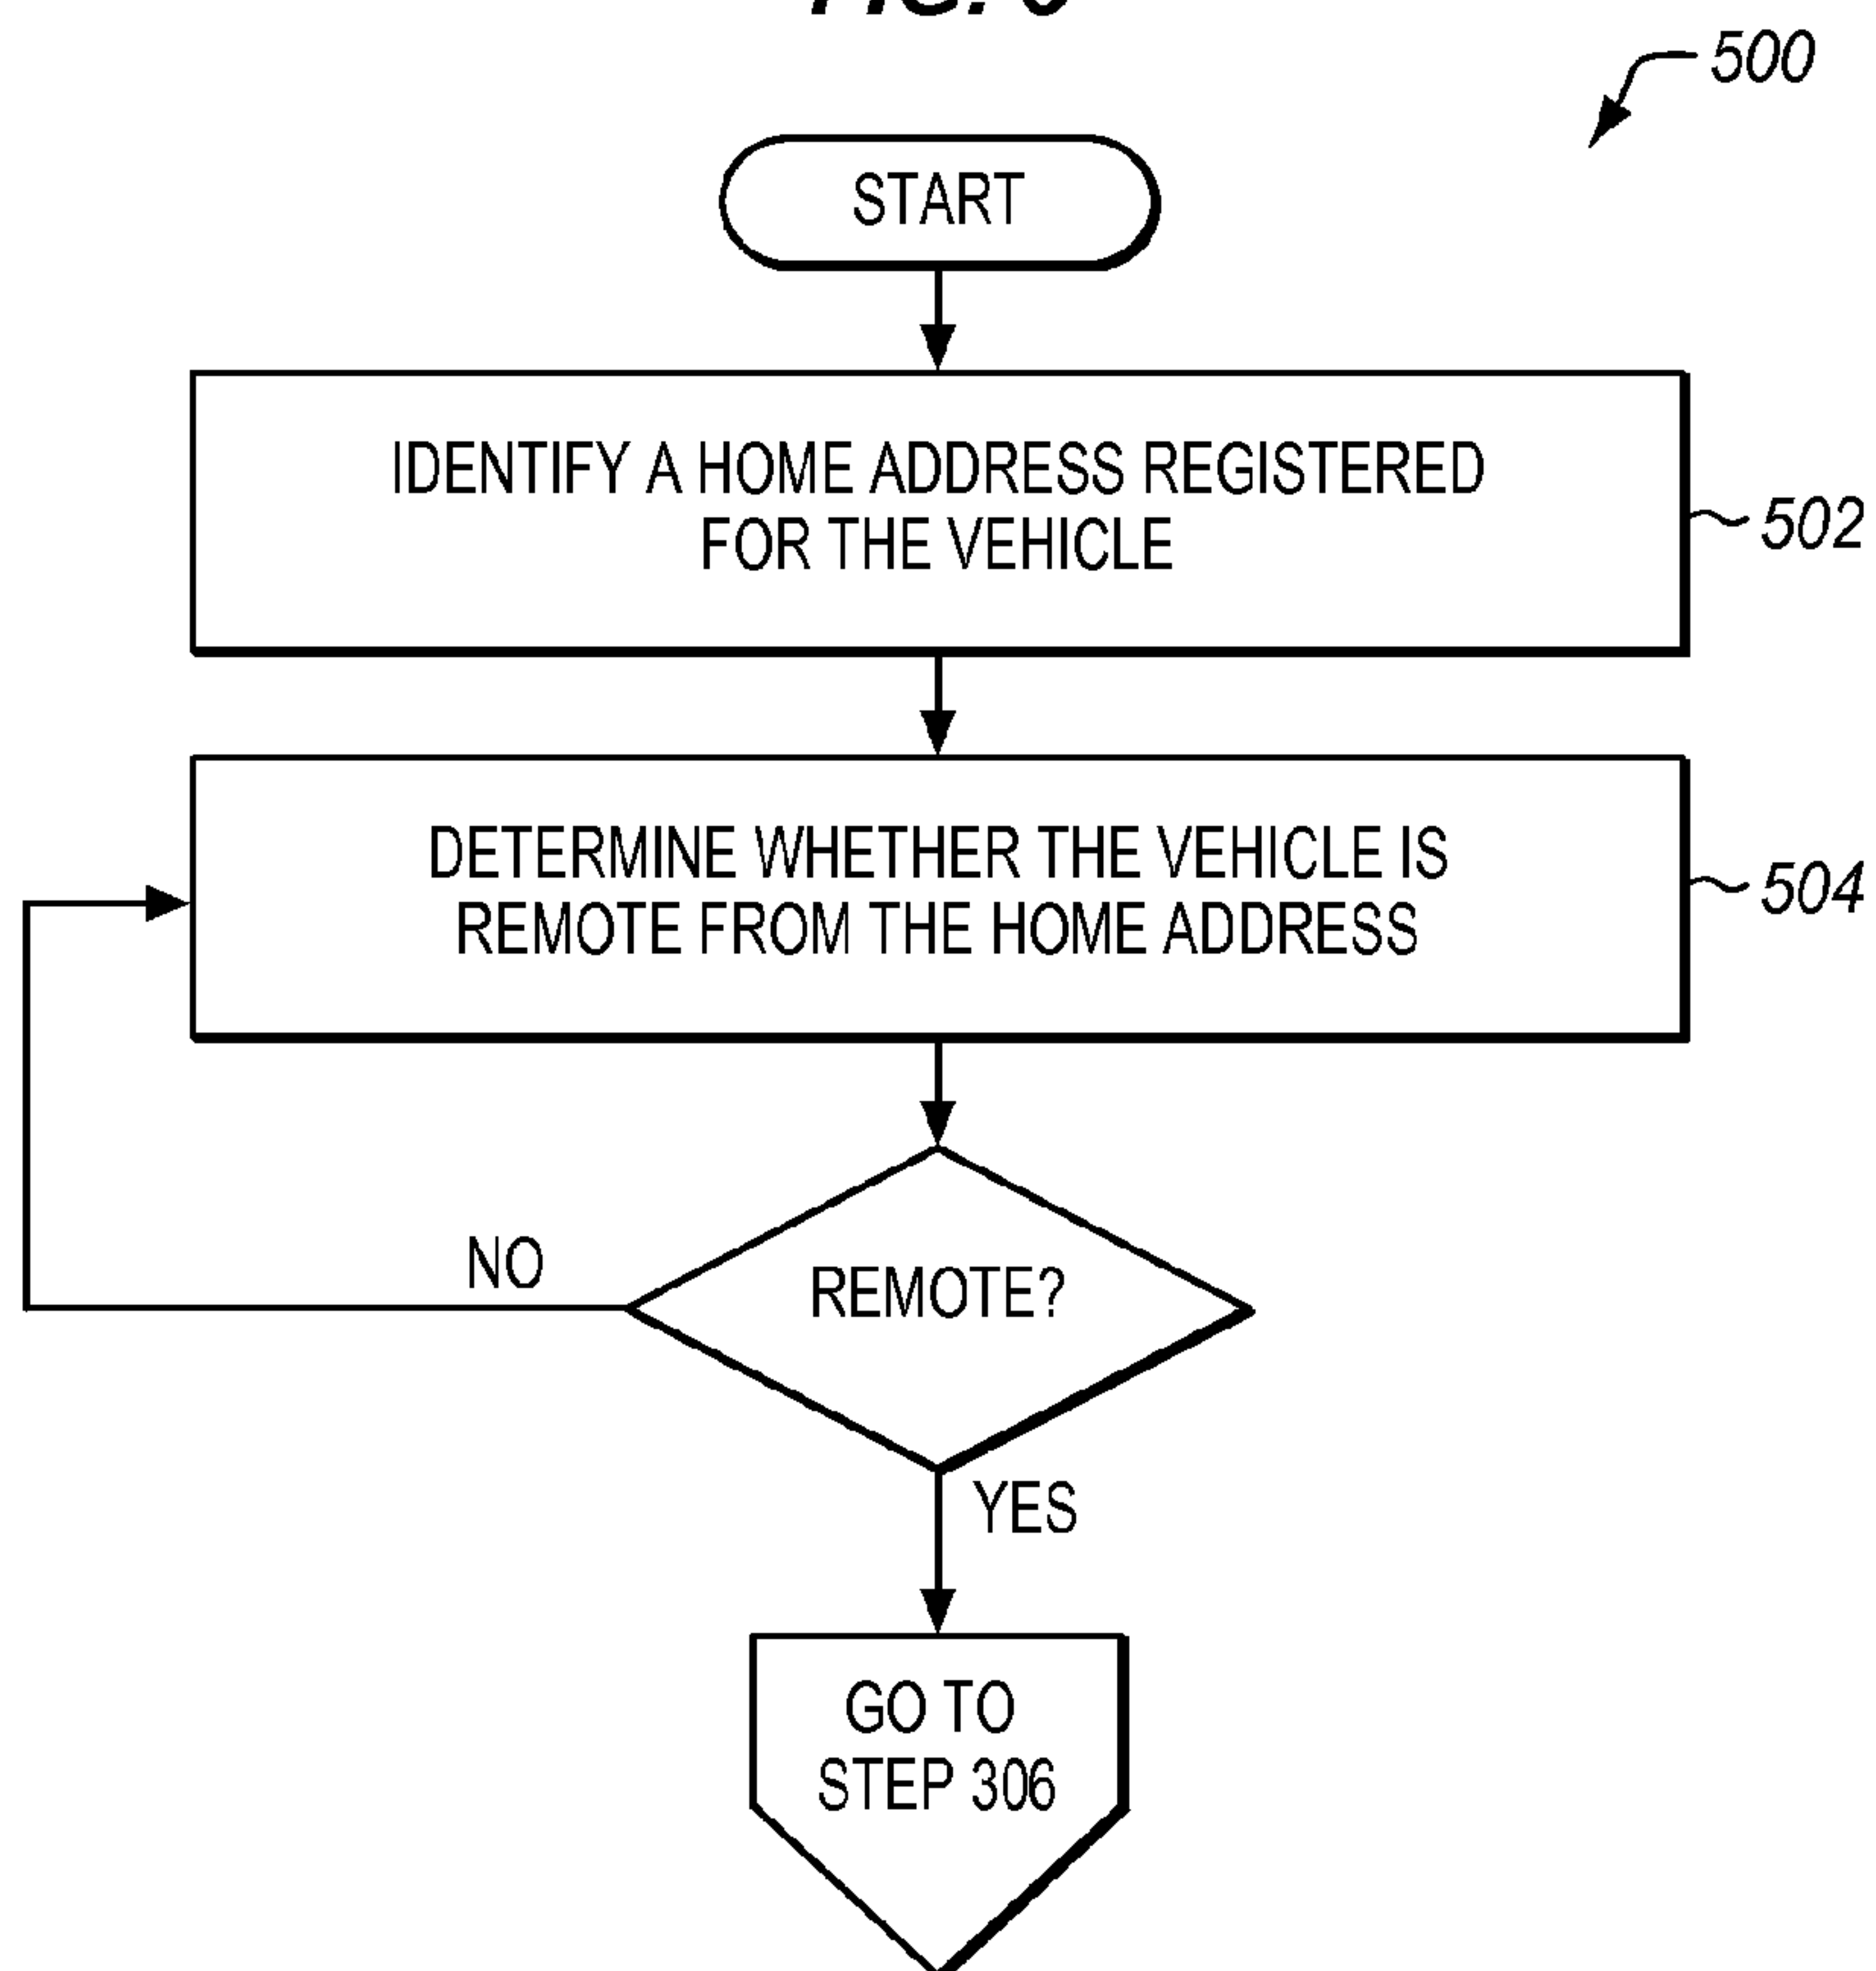 500
START
IDENTIFY A HOME ADDRESS REGISTERED
FOR THE VEHICLE
502
DETERMINE WHETHER THE VEHICLE IS
REMOTE FROM THE HOME ADDRESS
504
NO
REMOTE?
YES
GO TO
STEP 306